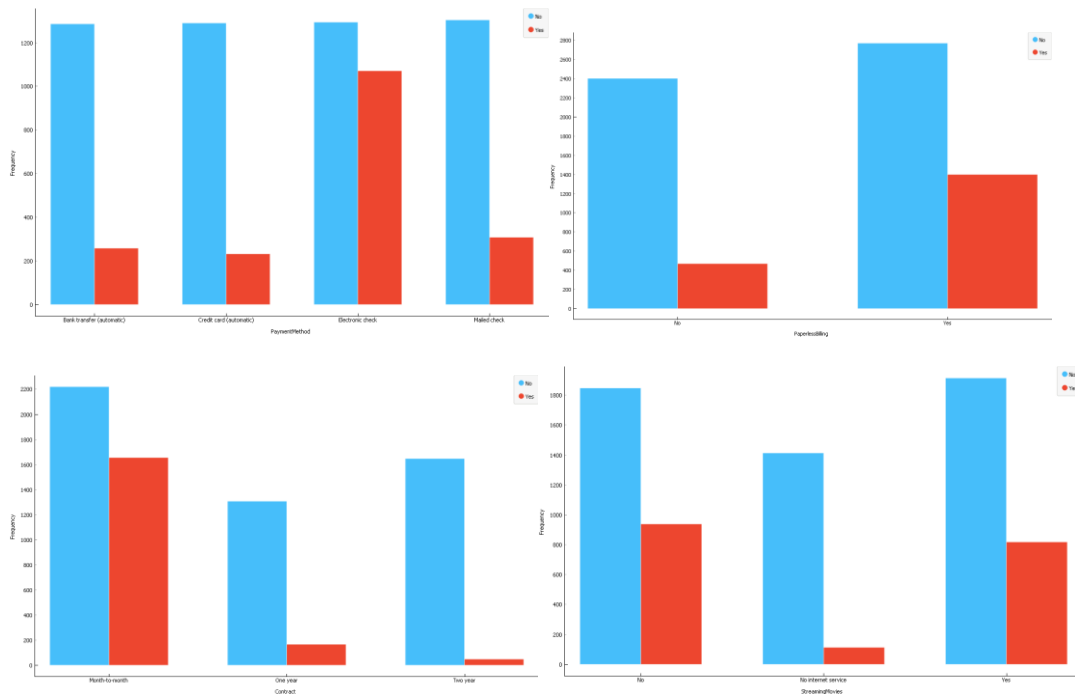 No
Yes
1200
1000
800
600
400
200
0
Frequency
Bank transfer (automatic) Credit card (automatic) Electronic check Mailed check
PaymentMethod
No
Yes
2800
2600
2400
2200
2000
1800
1600
1400
1200
1000
800
600
400
200
0
Frequency
No Yes
PaperlessBilling
No
Yes
2200
2000
1800
1600
1400
1200
1000
800
600
400
200
0
Frequency
Month-to-month One year Two year
Contract
No
1800
1600
1400
1200
1000
800
600
400
200
0
Frequency
No No internet service Yes
StreamingMovies